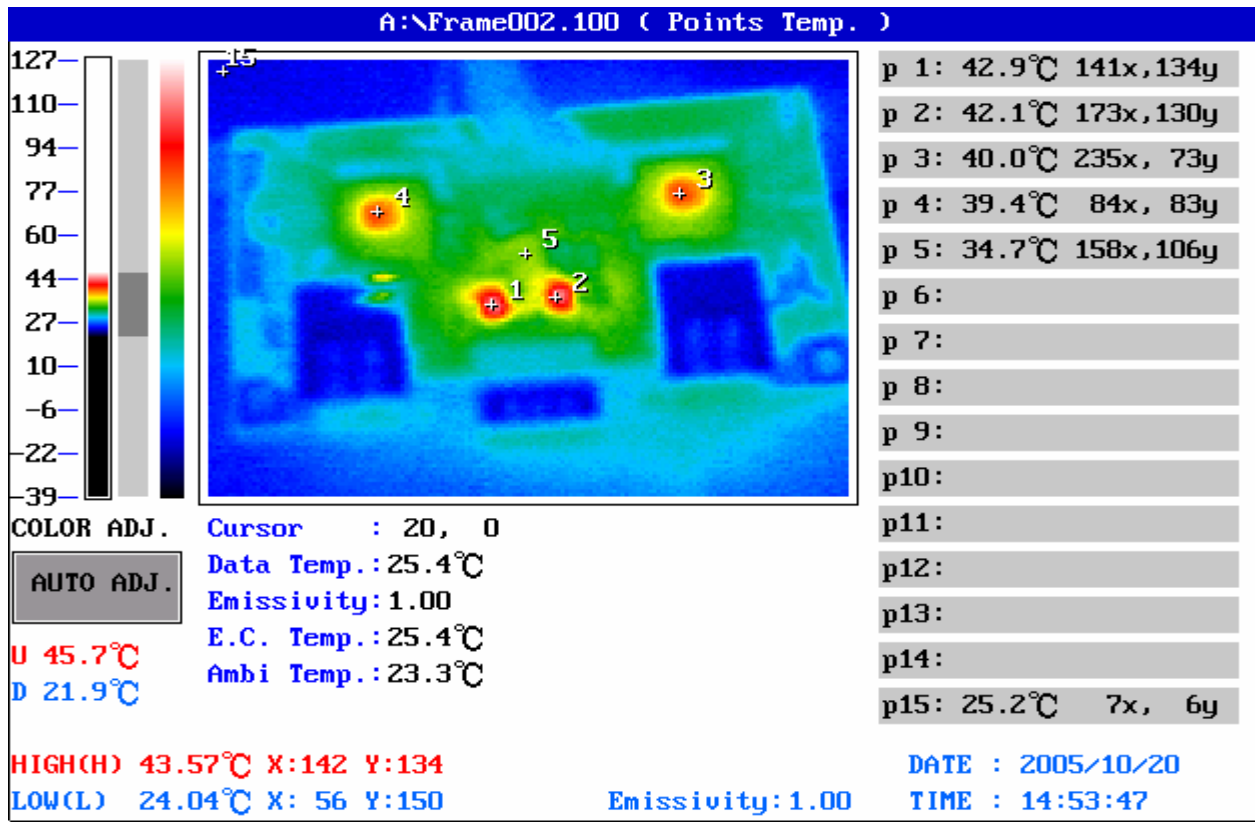 A:\Frame002.100 ( Points Temp. )
127
110
94
77
60
44
27
10
-6
-22
-39
COLOR ADJ.
AUTO ADJ.
U 45.7℃
D 21.9℃
15
4
3
5
1
2
Cursor : 20, 0
Data Temp.:25.4℃
Emissivity:1.00
E.C. Temp.:25.4℃
Ambi Temp.:23.3℃
p 1: 42.9℃ 141x,134y
p 2: 42.1℃ 173x,130y
p 3: 40.0℃ 235x, 73y
p 4: 39.4℃ 84x, 83y
p 5: 34.7℃ 158x,106y
p 6:
p 7:
p 8:
p 9:
p10:
p11:
p12:
p13:
p14:
p15: 25.2℃ 7x, 6y
HIGH(H) 43.57℃ X:142 Y:134
LOW(L) 24.04℃ X: 56 Y:150
Emissivity:1.00
DATE : 2005/10/20
TIME : 14:53:47